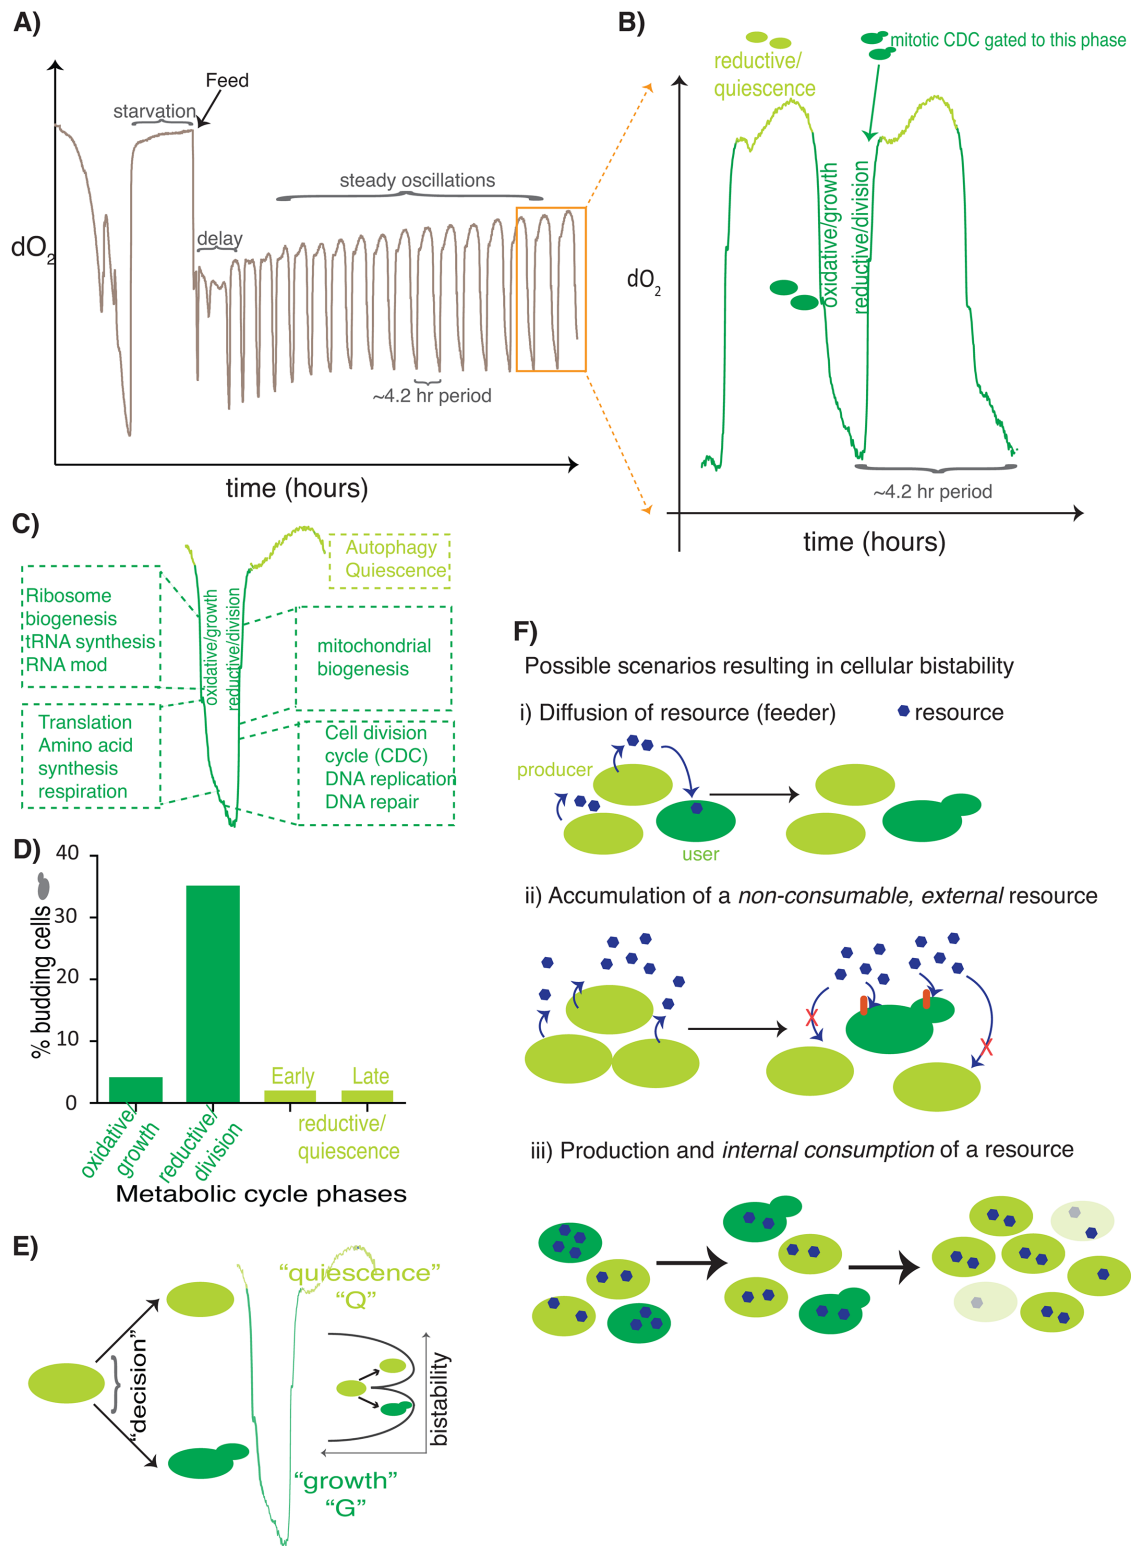 A)
Feed
starvation
steady oscillations
delay
dO2
~4.2 hr period
time (hours)
B)
mitotic CDC gated to this phase
reductive/
quiescence
oxidative/growth
reductive/division
dO2
~4.2 hr period
time (hours)
C)
Autophagy
Quiescence
Ribosome
biogenesis
tRNA synthesis
RNA mod
oxidative/growth
reductive/division
mitochondrial
biogenesis
Translation
Amino acid
synthesis
respiration
Cell division
cycle (CDC)
DNA replication
DNA repair
D)
40
30
20
10
0
% budding cells
Early
Late
oxidative/
growth
reductive/
division
reductive/
quiescence
Metabolic cycle phases
E)
"decision"
"quiescence"
"Q"
bistability
"growth"
"G"
F)
Possible scenarios resulting in cellular bistability
i) Diffusion of resource (feeder)
resource
producer
user
ii) Accumulation of a non-consumable, external resource
X
X
iii) Production and internal consumption of a resource